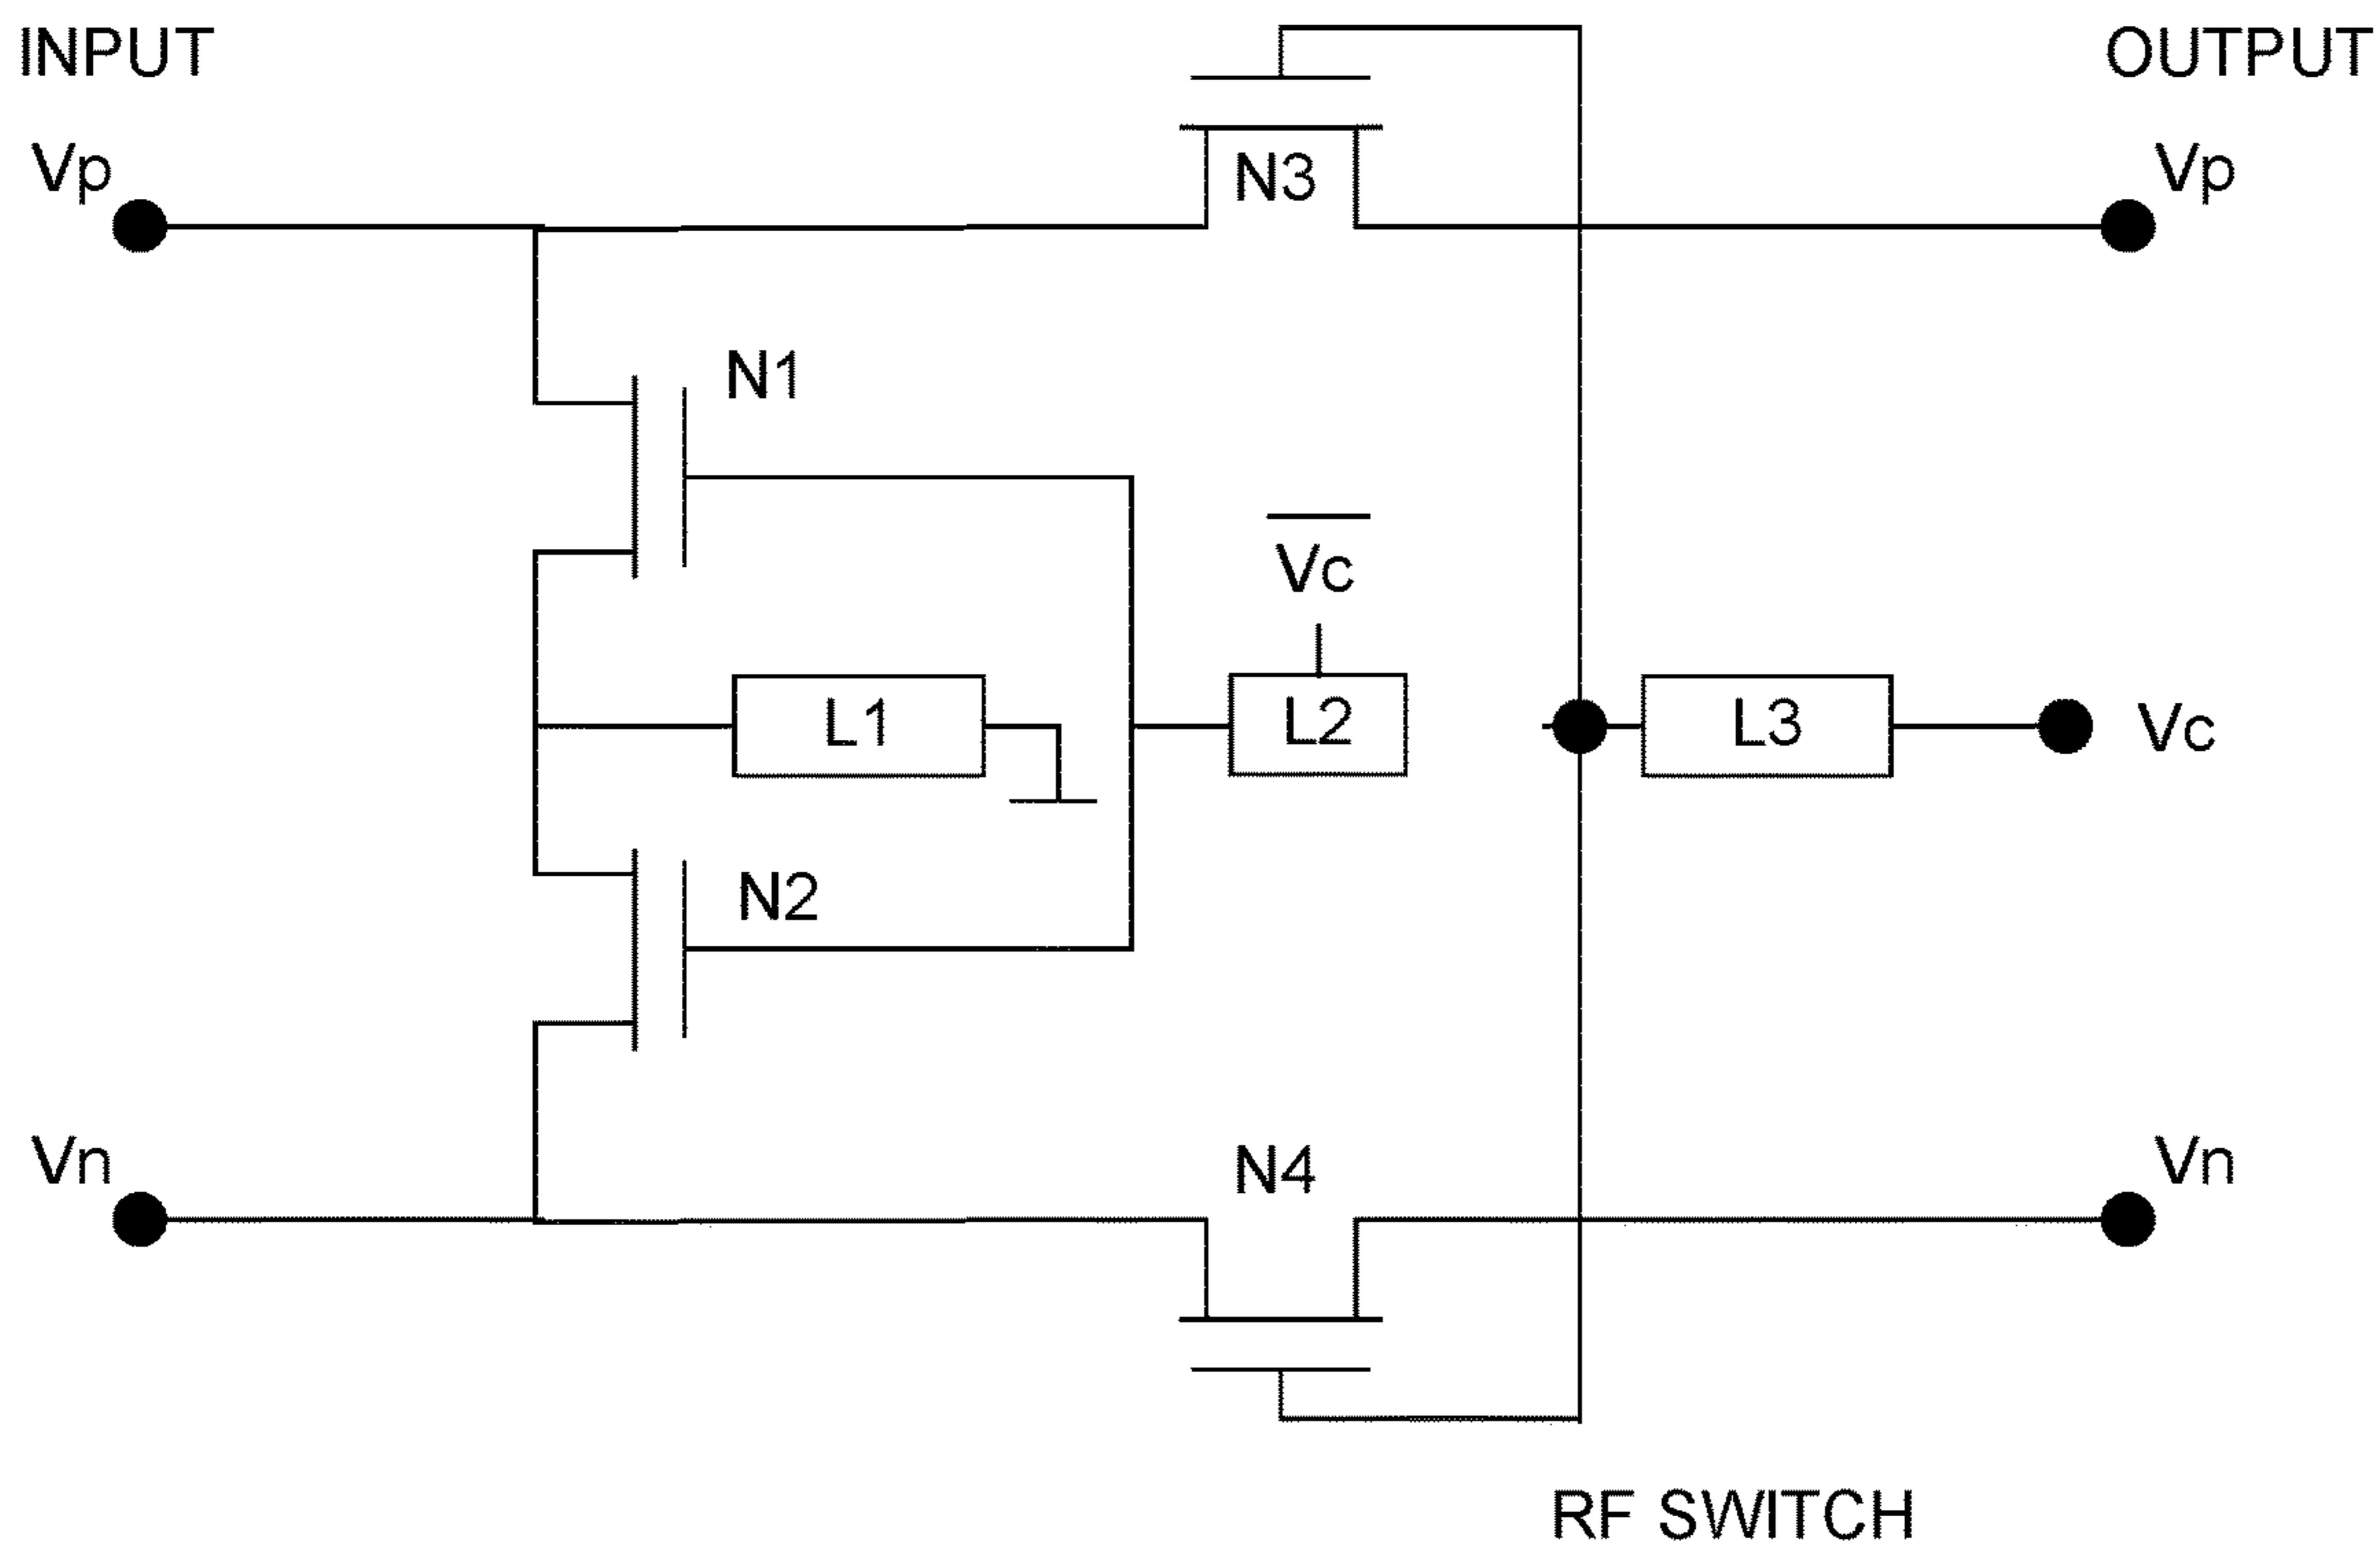 INPUT
OUTPUT
Vp
Vp
N3
N1
Vc
L1
L2
L3
Vc
N2
Vn
N4
Vn
RF SWITCH